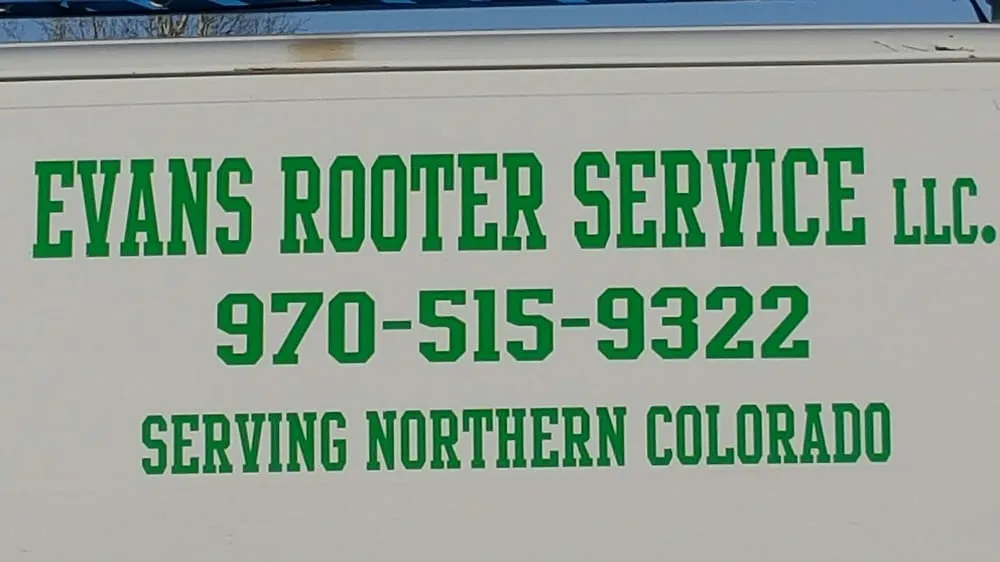 EVANS ROOTER SERVICE LLC.
970-515-9322
SERVING NORTHERN COLORADO